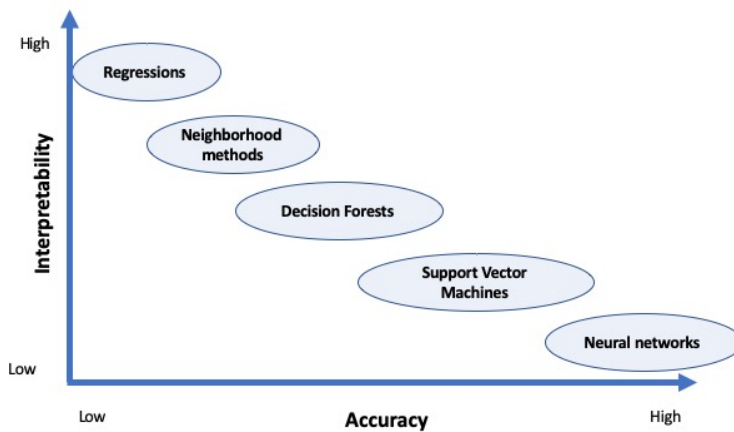 High
Regressions
Neighborhood
methods
Interpretability
Decision Forests
Support Vector
Machines
Neural networks
Low
Low
Accuracy
High